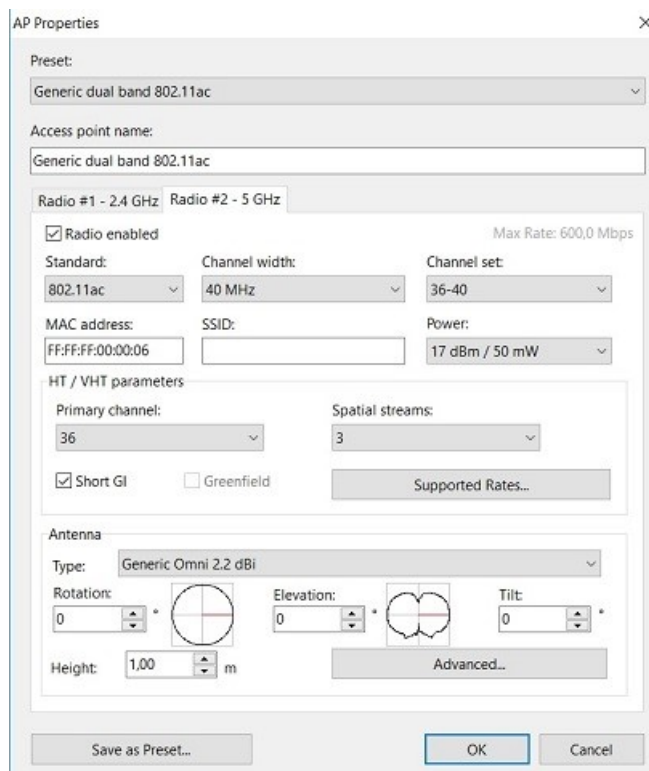 AP Properties
Preset:
Generic dual band 802.11ac
Access point name:
Generic dual band 802.11ac
Radio #1 - 2.4 GHz Radio #2 - 5 GHz
Radio enabled Max Rate: 600,0 Mbps
Standard: Channel width: Channel set:
802.11ac 40 MHz 36-40
MAC address: SSID: Power:
FF:FF:FF:00:00:06 17 dBm / 50 mW
HT / VHT parameters
Primary channel: Spatial streams:
36 3
Short GI Greenfield Supported Rates...
Antenna
Type: Generic Omni 2.2 dBi
Rotation: Elevation: Tilt:
0 ° 0 ° 0 °
Height: 1,00 m Advanced...
Save as Preset... OK Cancel